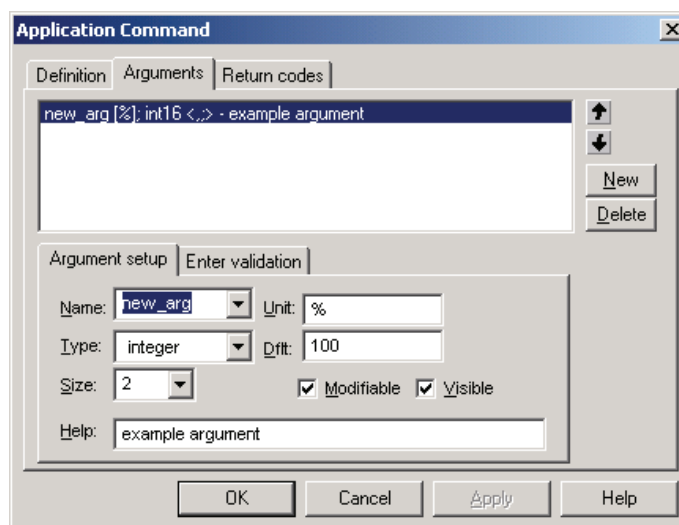 Application Command
Definition Arguments Return codes
new_arg [%]; int16 <,;> - example argument
New
Delete
Argument setup Enter validation
Name: new_arg Unit: %
Type: integer Dflt: 100
Size: 2 Modifiable Visible
Help: example argument
OK Cancel Apply Help